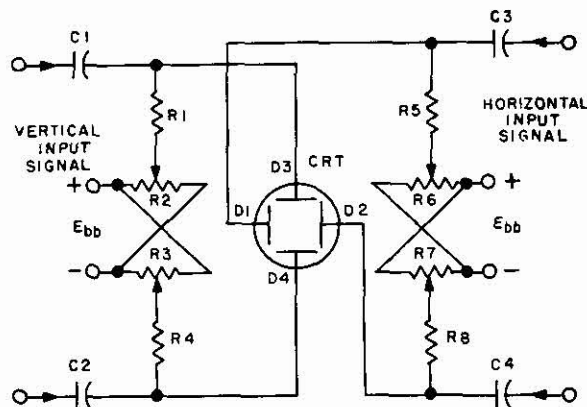 C1
C3
R1
R5
VERTICAL
INPUT
SIGNAL
HORIZONTAL
INPUT
SIGNAL
D3 CRT
+
R2
R6
+
Ebb
D1
D2
Ebb
-
R3
R7
-
D4
R4
R8
C2
C4